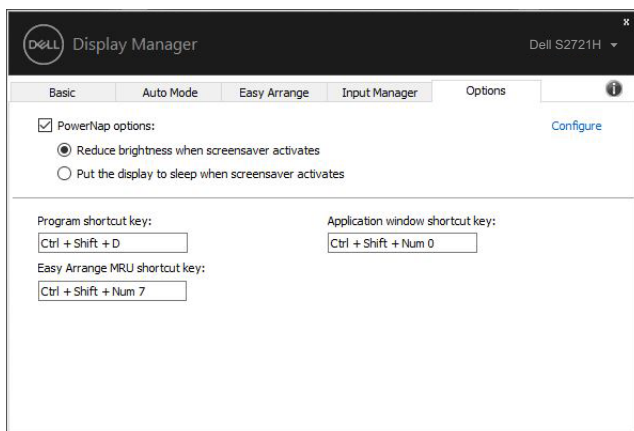 DELL Display Manager
Dell S2721H
x
Basic Auto Mode Easy Arrange Input Manager Options
PowerNap options:
Configure
Reduce brightness when screensaver activates
Put the display to sleep when screensaver activates
Program shortcut key:
Application window shortcut key:
Ctrl + Shift + D
Ctrl + Shift + Num 0
Easy Arrange MRU shortcut key:
Ctrl + Shift + Num 7